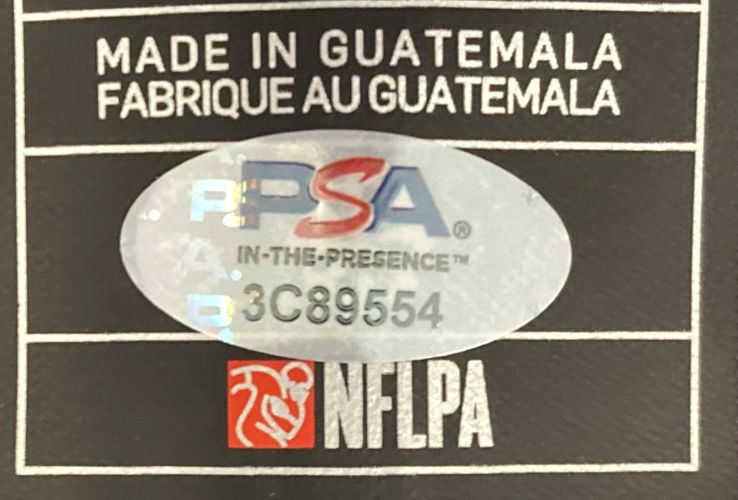 MADE IN GUATEMALA
FABRIQUE AU GUATEMALA
PSA®
IN-THE-PRESENCE™
3C89554
NFLPA